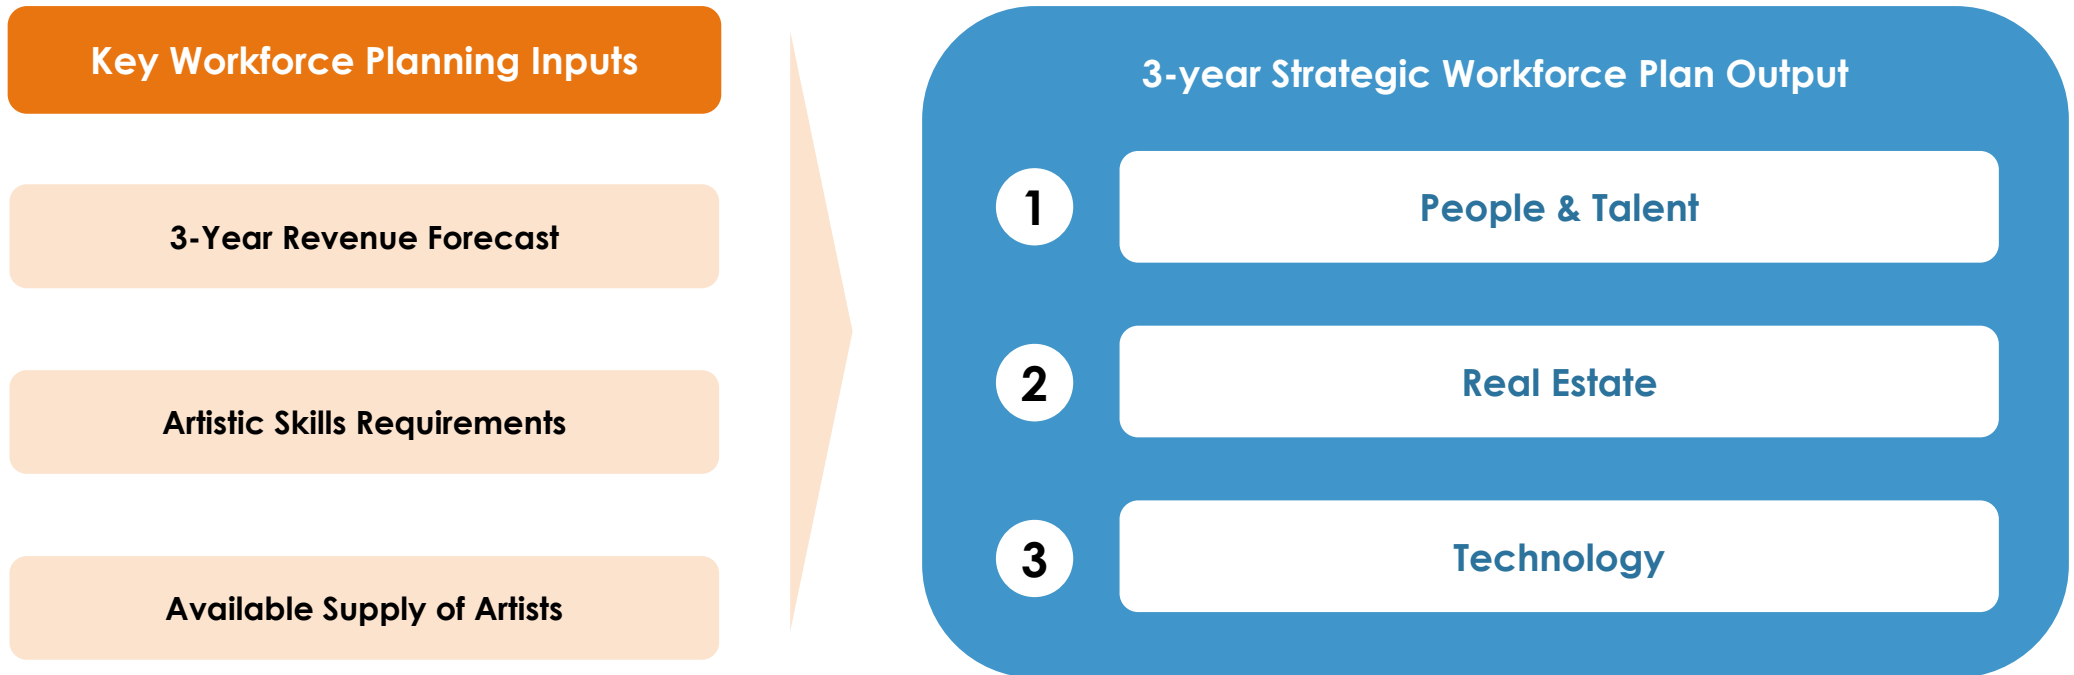 Key Workforce Planning Inputs
3-Year Revenue Forecast
Artistic Skills Requirements
Available Supply of Artists
3-year Strategic Workforce Plan Output
1
People & Talent
2
Real Estate
3
Technology